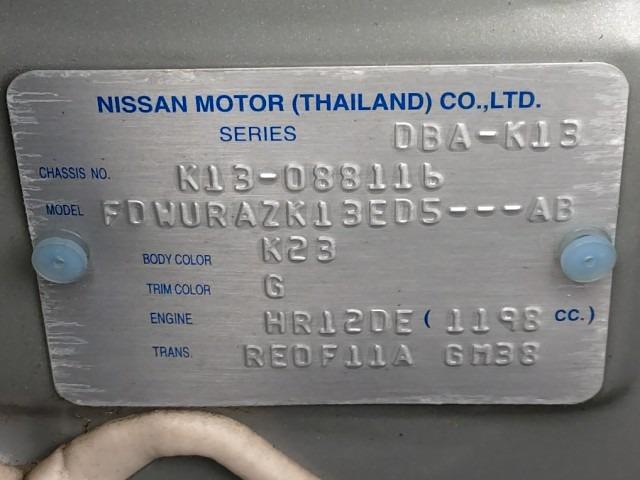 NISSAN MOTOR (THAILAND) CO.,LTD.
SERIES DBA-K13
CHASSIS NO. K13-088116
MODEL FDWURAZK13ED5---AB
BODY COLOR K23
TRIM COLOR G
ENGINE HR12DE ( 1198 CC. )
TRANS. RE0F11A GM38